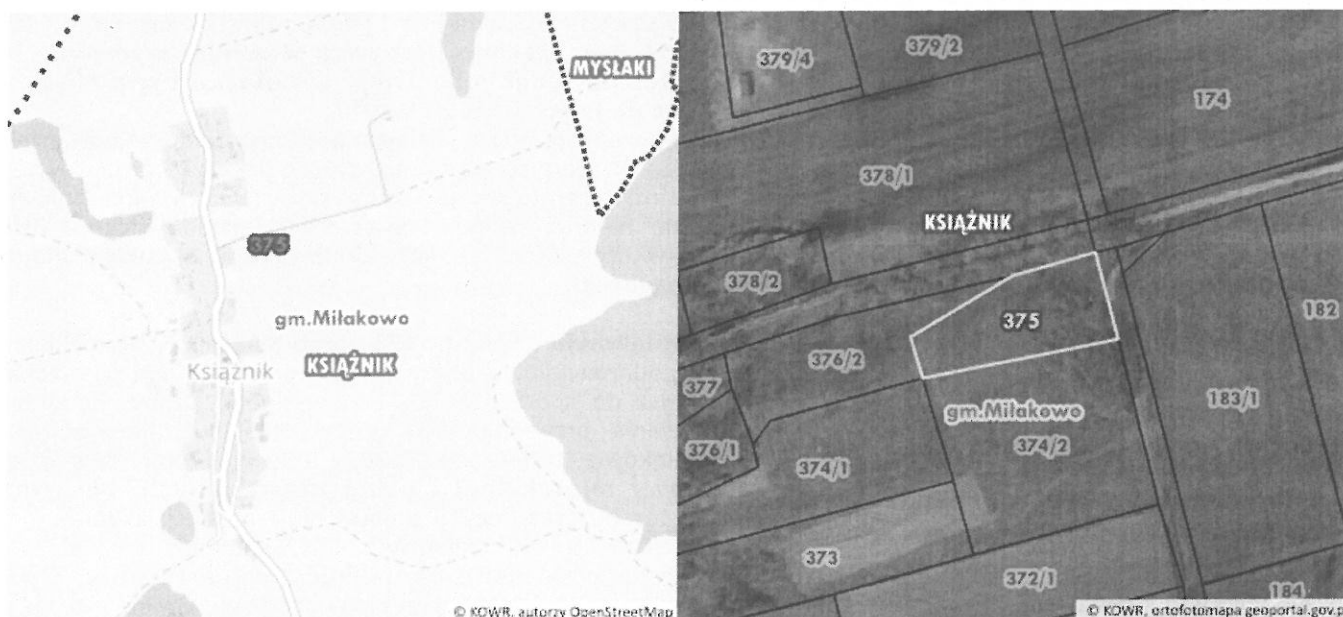 MYSŁAKI
375
gm.Miłakowo
Książnik
KSIĄŻNIK
© KOWR, autorzy OpenStreetMap
379/4
379/2
174
378/1
KSIĄŻNIK
378/2
375
182
376/2
377
gm.Miłakowo
183/1
376/1
374/1
374/2
373
372/1
184
© KOWR, ortofotomapa geoportal.gov.p